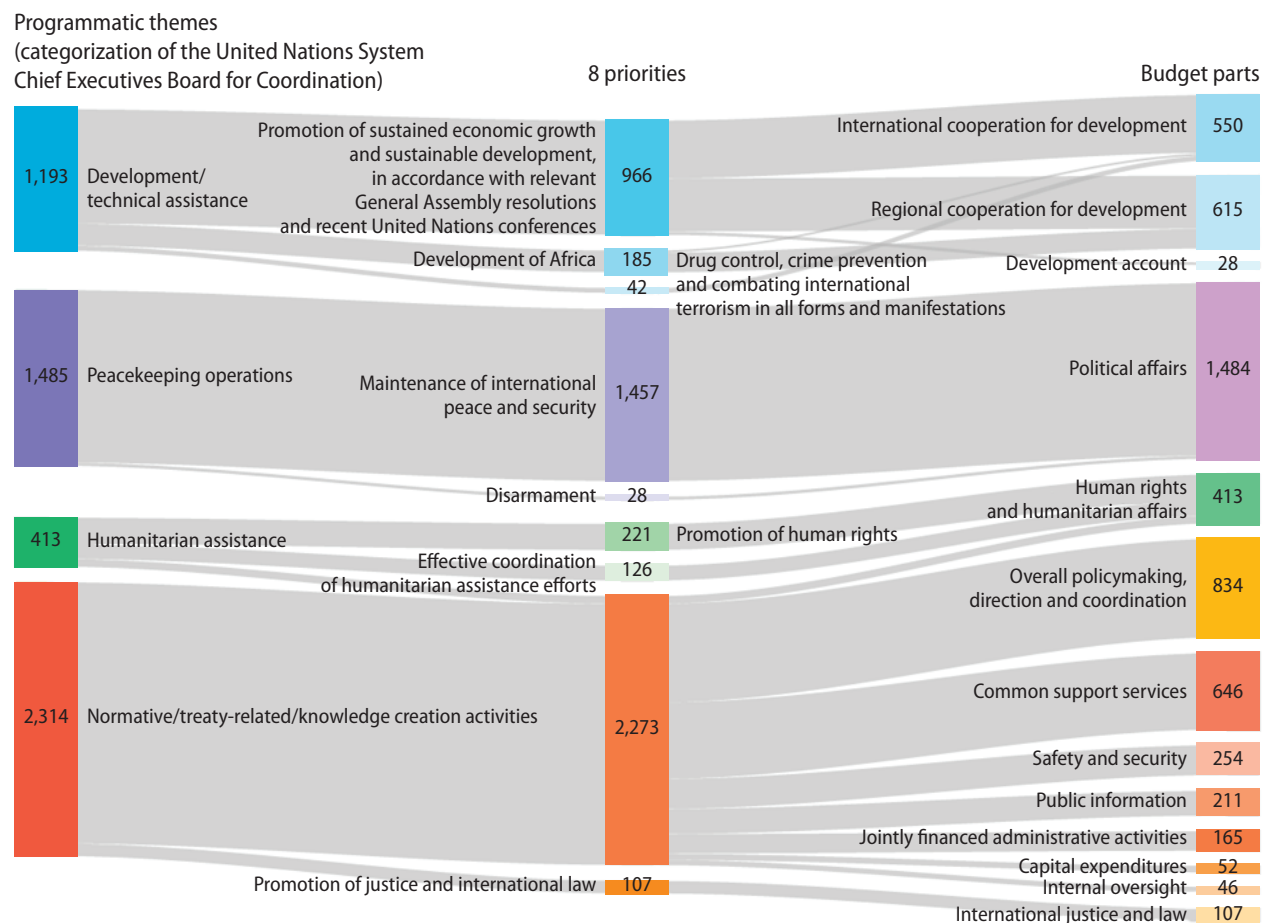 Programmatic themes
(categorization of the United Nations System
Chief Executives Board for Coordination)
8 priorities
Budget parts
1,193
Development/
technical assistance
1,485
Peacekeeping operations
413
Humanitarian assistance
2,314
Normative/treaty-related/knowledge creation activities
Promotion of sustained economic growth
and sustainable development,
in accordance with relevant
General Assembly resolutions
and recent United Nations conferences
966
Development of Africa
185
42
Drug control, crime prevention
and combating international
terrorism in all forms and manifestations
Maintenance of international
peace and security
1,457
Disarmament
28
221
Promotion of human rights
Effective coordination
of humanitarian assistance efforts
126
2,273
Promotion of justice and international law
107
International cooperation for development
550
Regional cooperation for development
615
Development account
28
Political affairs
1,484
Human rights
and humanitarian affairs
413
Overall policymaking,
direction and coordination
834
Common support services
646
Safety and security
254
Public information
211
Jointly financed administrative activities
165
Capital expenditures
52
Internal oversight
46
International justice and law
107